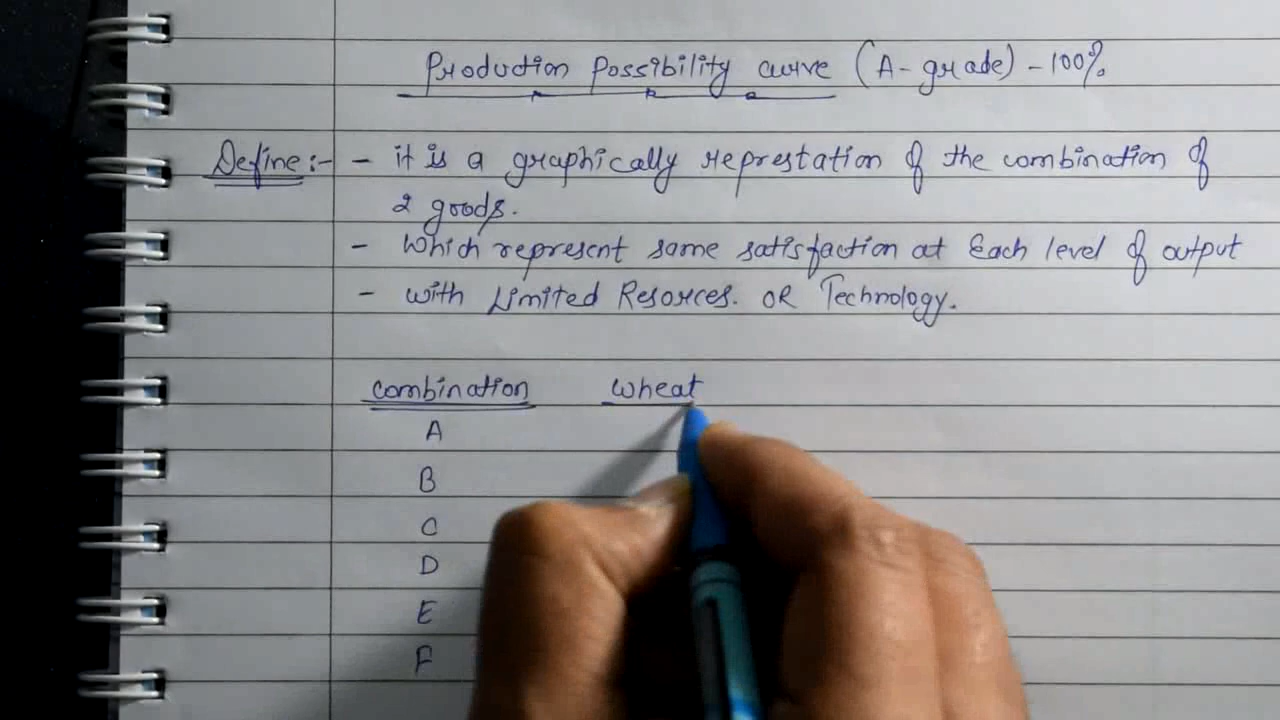 Production Possibility curve (A-grade) - 100%
Define:- - it is a graphically represtation of the combination of
2 goods.
- Which represent same satisfaction at Each level of output
- with Limited Resorces. OR Technology.
combination wheat
A
B
C
D
E
F